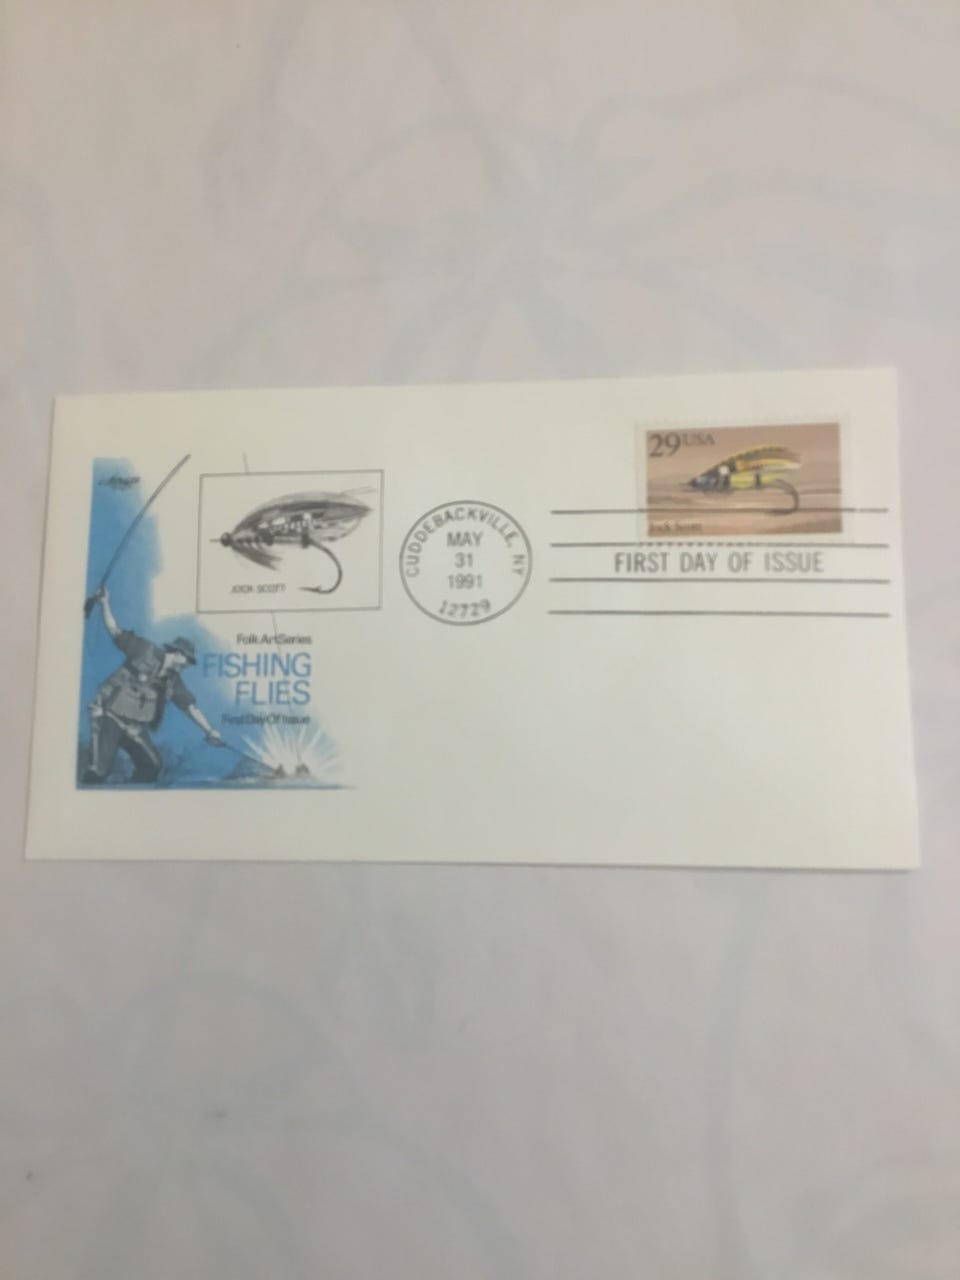 JOCK SCOTT
Folk Art Series
FISHING
FLIES
First Day Of Issue
CUDDEBACKVILLE, NY
MAY
31
1991
12729
29 USA
Jock Scott
FIRST DAY OF ISSUE